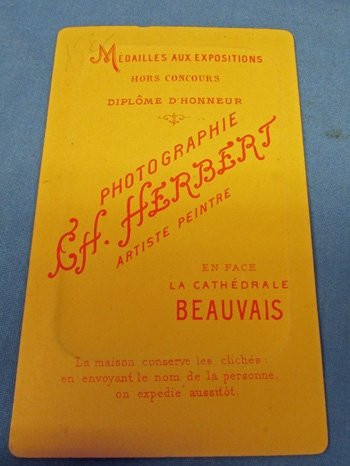 MÉDAILLES AUX EXPOSITIONS
HORS CONCOURS
DIPLÔME D'HONNEUR
PHOTOGRAPHIE
CH. HERBERT
ARTISTE PEINTRE
EN FACE
LA CATHÉDRALE
BEAUVAIS
La maison conserve les clichés:
en envoyant le nom de la personne,
on expédie aussitôt.